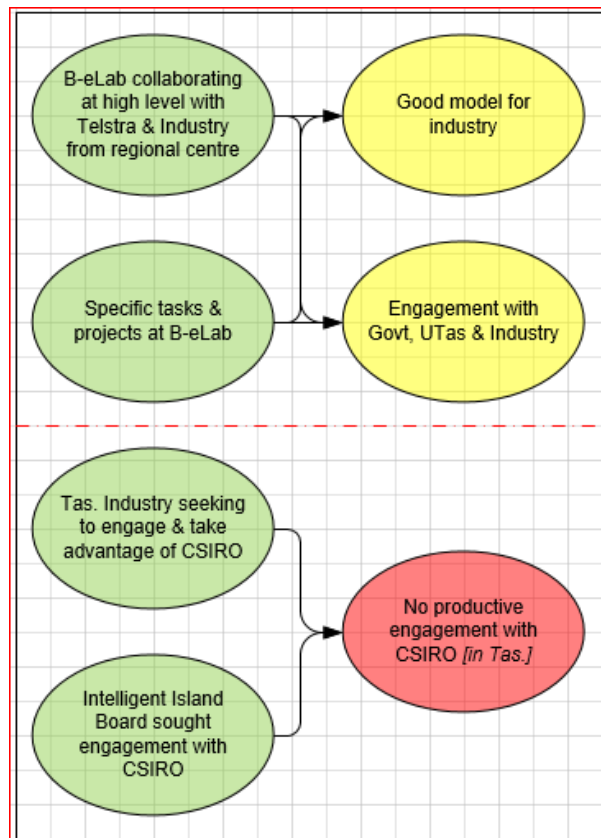 B-eLab collaborating
at high level with
Telstra & Industry
from regional centre
Good model for
industry
Specific tasks &
projects at B-eLab
Engagement with
Govt, UTas & Industry
Tas. Industry seeking
to engage & take
advantage of CSIRO
No productive
engagement with
CSIRO [in Tas.]
Intelligent Island
Board sought
engagement with
CSIRO